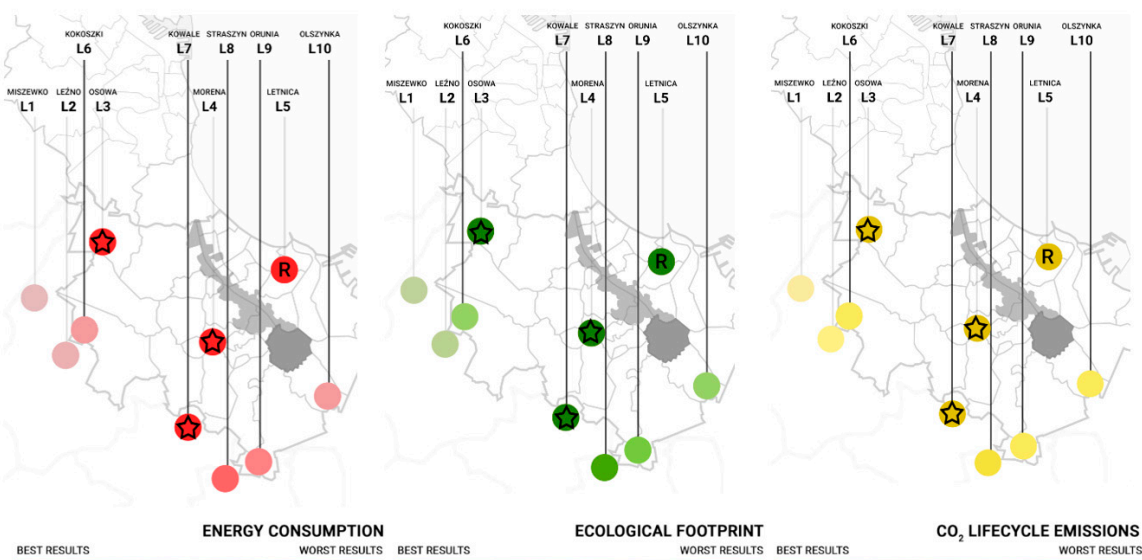 KOKOSZKI
L6
KOWALE
L7
STRASZYN
L8
ORUNIA
L9
OLSZYNKA
L10
MISZEWKO
L1
LEŹNO
L2
OSOWA
L3
MORENA
L4
LETNICA
L5
R
ENERGY CONSUMPTION
BEST RESULTS
WORST RESULTS
KOKOSZKI
L6
KOWALE
L7
STRASZYN
L8
ORUNIA
L9
OLSZYNKA
L10
MISZEWKO
L1
LEŹNO
L2
OSOWA
L3
MORENA
L4
LETNICA
L5
R
ECOLOGICAL FOOTPRINT
BEST RESULTS
WORST RESULTS
KOKOSZKI
L6
KOWALE
L7
STRASZYN
L8
ORUNIA
L9
OLSZYNKA
L10
MISZEWKO
L1
LEŹNO
L2
OSOWA
L3
MORENA
L4
LETNICA
L5
R
CO₂ LIFECYCLE EMISSIONS
BEST RESULTS
WORST RESULTS